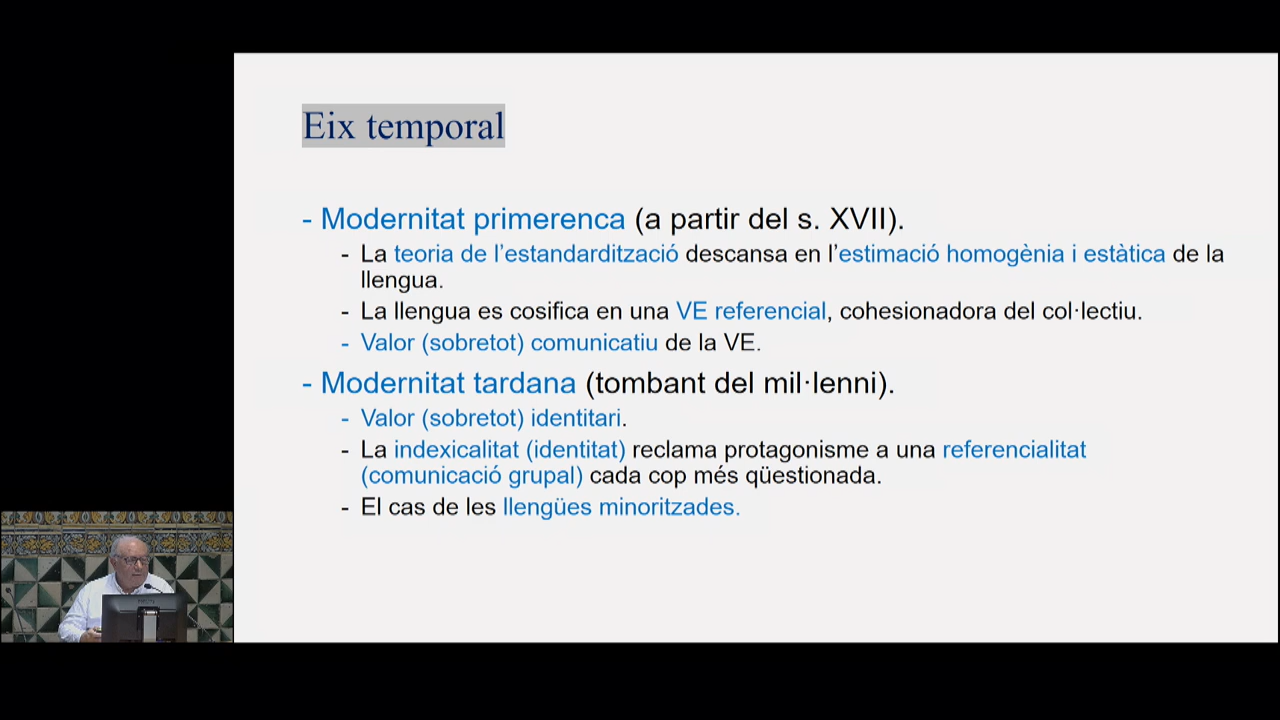 Eix temporal
- Modernitat primerenca (a partir del s. XVII).
- La teoria de l’estandardització descansa en l’estimació homogènia i estàtica de la
llengua.
- La llengua es cosifica en una VE referencial, cohesionadora del col·lectiu.
- Valor (sobretot) comunicatiu de la VE.
- Modernitat tardana (tombant del mil·lenni).
- Valor (sobretot) identitari.
- La indexicalitat (identitat) reclama protagonisme a una referencialitat
(comunicació grupal) cada cop més qüestionada.
- El cas de les llengües minoritzades.